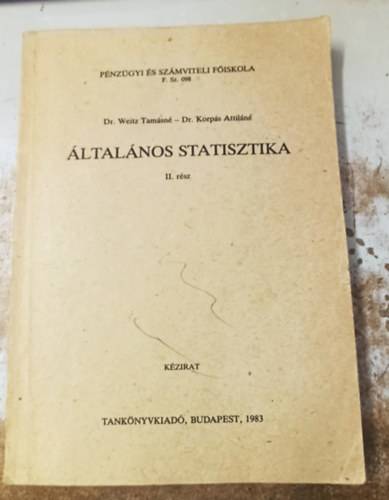 PÉNZÜGYI ÉS SZÁMVITELI FŐISKOLA
F. Sz. 098
Dr. Weitz Tamásné – Dr. Korpás Attiláné
ÁLTALÁNOS STATISZTIKA
II. rész
KÉZIRAT
TANKÖNYVKIADÓ, BUDAPEST, 1983